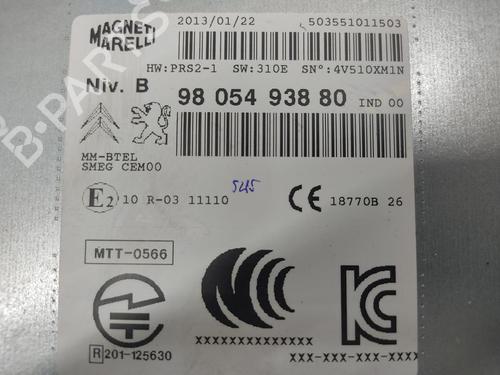 MAGNETI
MARELLI
2013/01/22
503551011503
HW:PRS2-1 SW:310E SN°:4V510XM1N
Niv. B
98 054 938 80 IND 00
MM-BTEL
SMEG CEM00
E2 10 R-03 11110
545
CE 18770B 26
MTT-0566
R 201-125630
XXXXXXXXXXXXXXX
XXX-XXX-XXX-XXXX
B-PARTS